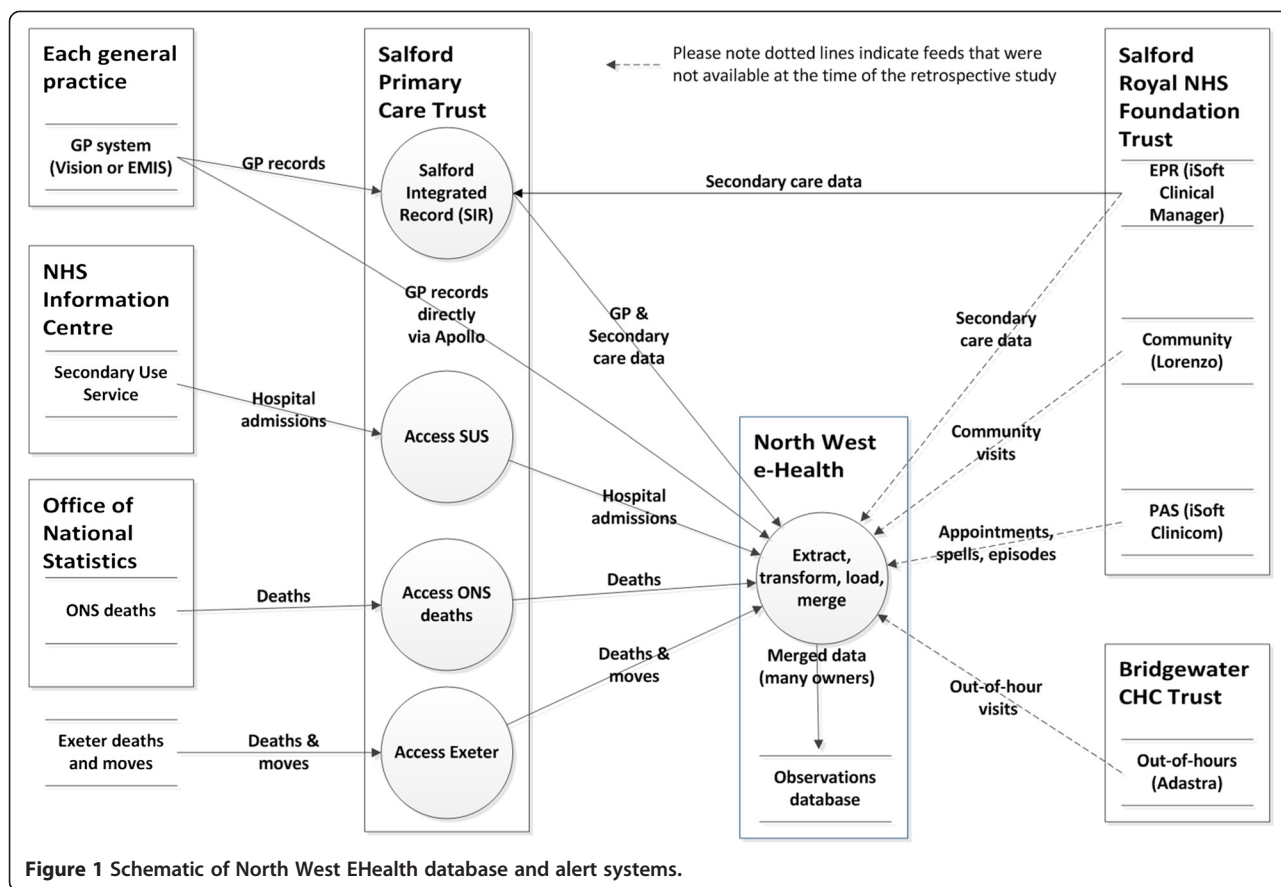 Each general
practice
GP system
(Vision or EMIS)
NHS
Information
Centre
Secondary Use
Service
Office of
National
Statistics
ONS deaths
Exeter deaths
and moves
GP records
Hospital
admissions
Deaths
Deaths &
moves
Salford
Primary
Care Trust
Salford
Integrated
Record (SIR)
GP records
directly
via Apollo
Access SUS
Access ONS
deaths
Access Exeter
GP &
Secondary
care data
Hospital
admissions
Deaths
Deaths &
moves
Please note dotted lines indicate feeds that were
not available at the time of the retrospective study
Secondary care data
North West
e-Health
Extract,
transform, load,
merge
Merged data
(many owners)
Observations
database
Secondary
care data
Community
visits
Appointments,
spells, episodes
Out-of-hour
visits
Salford
Royal NHS
Foundation
Trust
EPR (iSoft
Clinical
Manager)
Community
(Lorenzo)
PAS (iSoft
Clinicom)
Bridgewater
CHC Trust
Out-of-hours
(Adastra)
Figure 1 Schematic of North West EHealth database and alert systems.